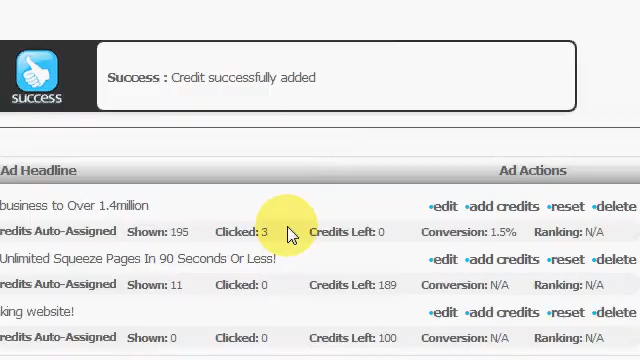 success
Success : Credit successfully added
Ad Headline Ad Actions
business to Over 1.4million •edit •add credits •reset •delete
redits Auto-Assigned Shown: 195 Clicked: 3 Credits Left: 0 Conversion: 1.5% Ranking: N/A
Unlimited Squeeze Pages In 90 Seconds Or Less! •edit •add credits •reset •delete
redits Auto-Assigned Shown: 11 Clicked: 0 Credits Left: 189 Conversion: N/A Ranking: N/A
king website! •edit •add credits •reset •delete
redits Auto-Assigned Shown: 0 Clicked: 0 Credits Left: 100 Conversion: N/A Ranking: N/A